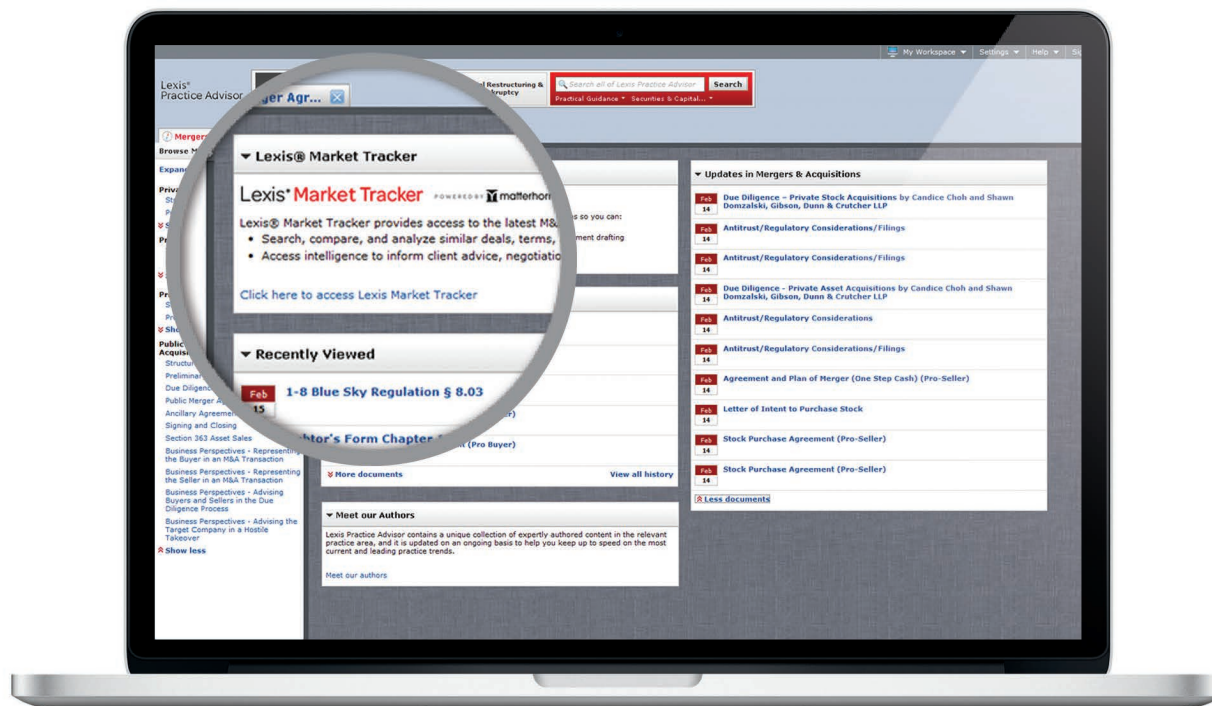 My Workspace Settings Help
Lexis®
Practice Advisor
ger Agr...
l Restructuring &
kruptcy
Search all of Lexis Practice Advisor
Search
Practical Guidance Securities & Capital...
Mergers
Browse M
Expan
Lexis® Market Tracker
Lexis® Market Tracker POWERED BY matterhorn
Lexis® Market Tracker provides access to the latest M&
• Search, compare, and analyze similar deals, terms,
• Access intelligence to inform client advice, negotiatio
Click here to access Lexis Market Tracker
ns so you can:
ment drafting
Recently Viewed
Feb
15
1-8 Blue Sky Regulation § 8.03
tor's Form Chapter
(Pro Buyer)
More documents
View all history
Meet our Authors
Lexis Practice Advisor contains a unique collection of expertly authored content in the relevant
practice area, and it is updated on an ongoing basis to help you keep up to speed on the most
current and leading practice trends.
Meet our authors
Public
Acquis
Structu
Preliminar
Due Diligenc
Public Merger A
Ancillary Agreemen
Signing and Closing
Section 363 Asset Sales
Business Perspectives - Representing
the Buyer in an M&A Transaction
Business Perspectives - Representing
the Seller in an M&A Transaction
Business Perspectives - Advising
Buyers and Sellers in the Due
Diligence Process
Business Perspectives - Advising the
Target Company in a Hostile
Takeover
Show less
Updates in Mergers & Acquisitions
Feb
14
Due Diligence – Private Stock Acquisitions by Candice Choh and Shawn
Domzalski, Gibson, Dunn & Crutcher LLP
Feb
14
Antitrust/Regulatory Considerations/Filings
Feb
14
Antitrust/Regulatory Considerations/Filings
Feb
14
Due Diligence - Private Asset Acquisitions by Candice Choh and Shawn
Domzalski, Gibson, Dunn & Crutcher LLP
Feb
14
Antitrust/Regulatory Considerations
Feb
14
Antitrust/Regulatory Considerations/Filings
Feb
14
Agreement and Plan of Merger (One Step Cash) (Pro-Seller)
Feb
14
Letter of Intent to Purchase Stock
Feb
14
Stock Purchase Agreement (Pro-Seller)
Feb
14
Stock Purchase Agreement (Pro-Seller)
Less documents